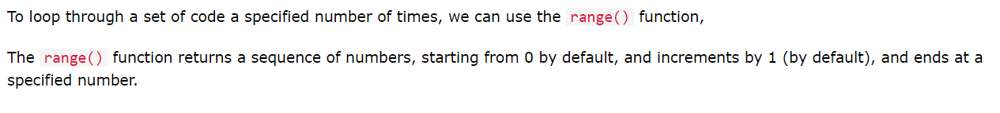 To loop through a set of code a specified number of times, we can use the range() function,
The range() function returns a sequence of numbers, starting from 0 by default, and increments by 1 (by default), and ends at a
specified number.